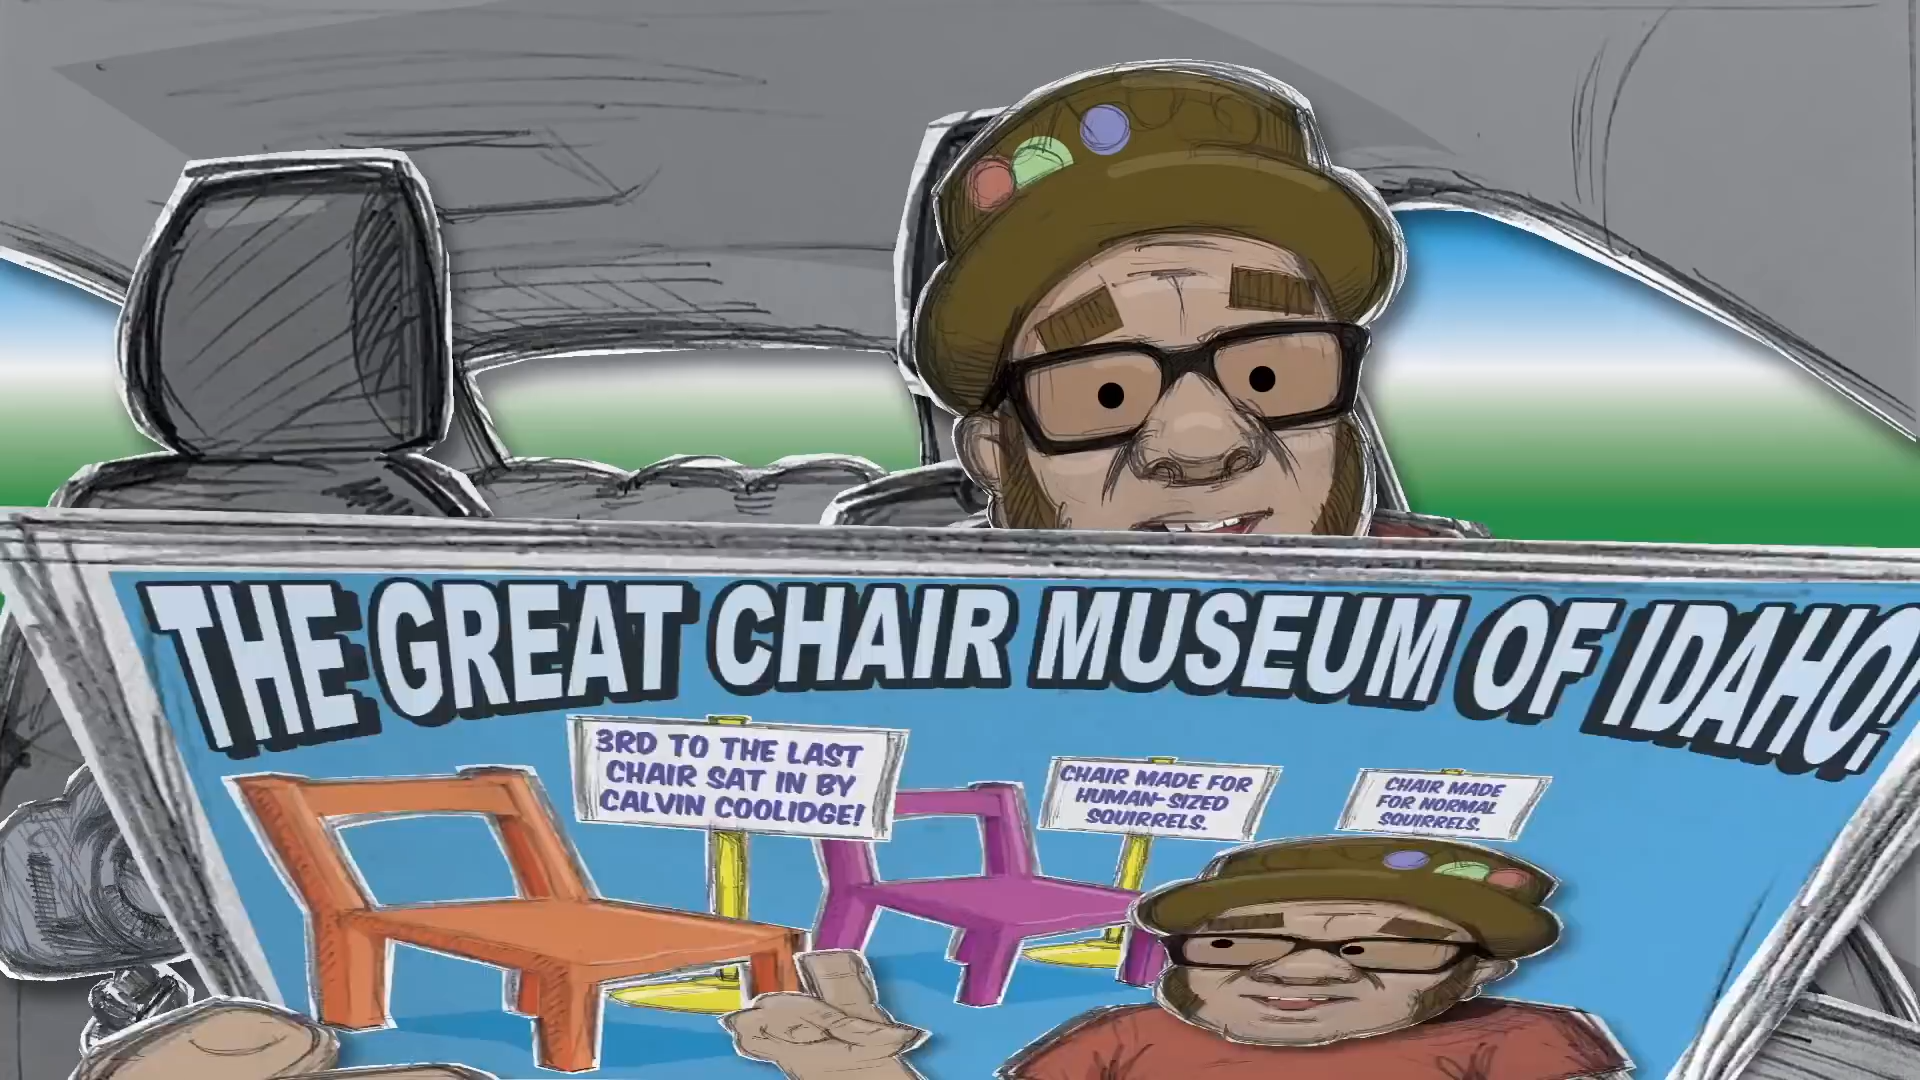 THE GREAT CHAIR MUSEUM OF IDAHO!
3RD TO THE LAST
CHAIR SAT IN BY
CALVIN COOLIDGE!
CHAIR MADE FOR
HUMAN-SIZED
SQUIRRELS.
CHAIR MADE
FOR NORMAL
SQUIRRELS.